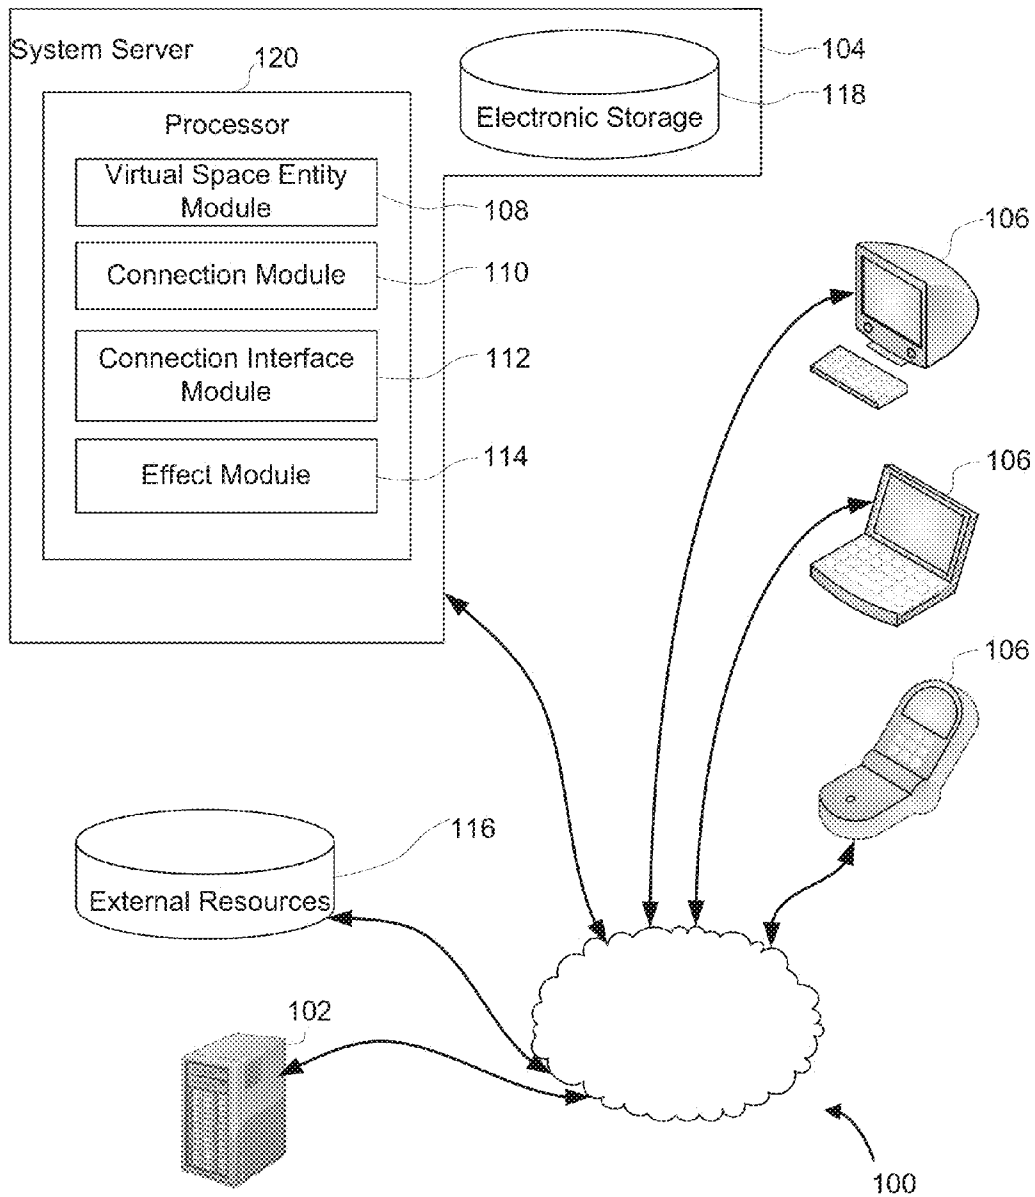 System Server
120
104
118
Electronic Storage
Processor
Virtual Space Entity
Module
108
Connection Module
110
Connection Interface
Module
112
Effect Module
114
106
106
106
External Resources
116
102
100